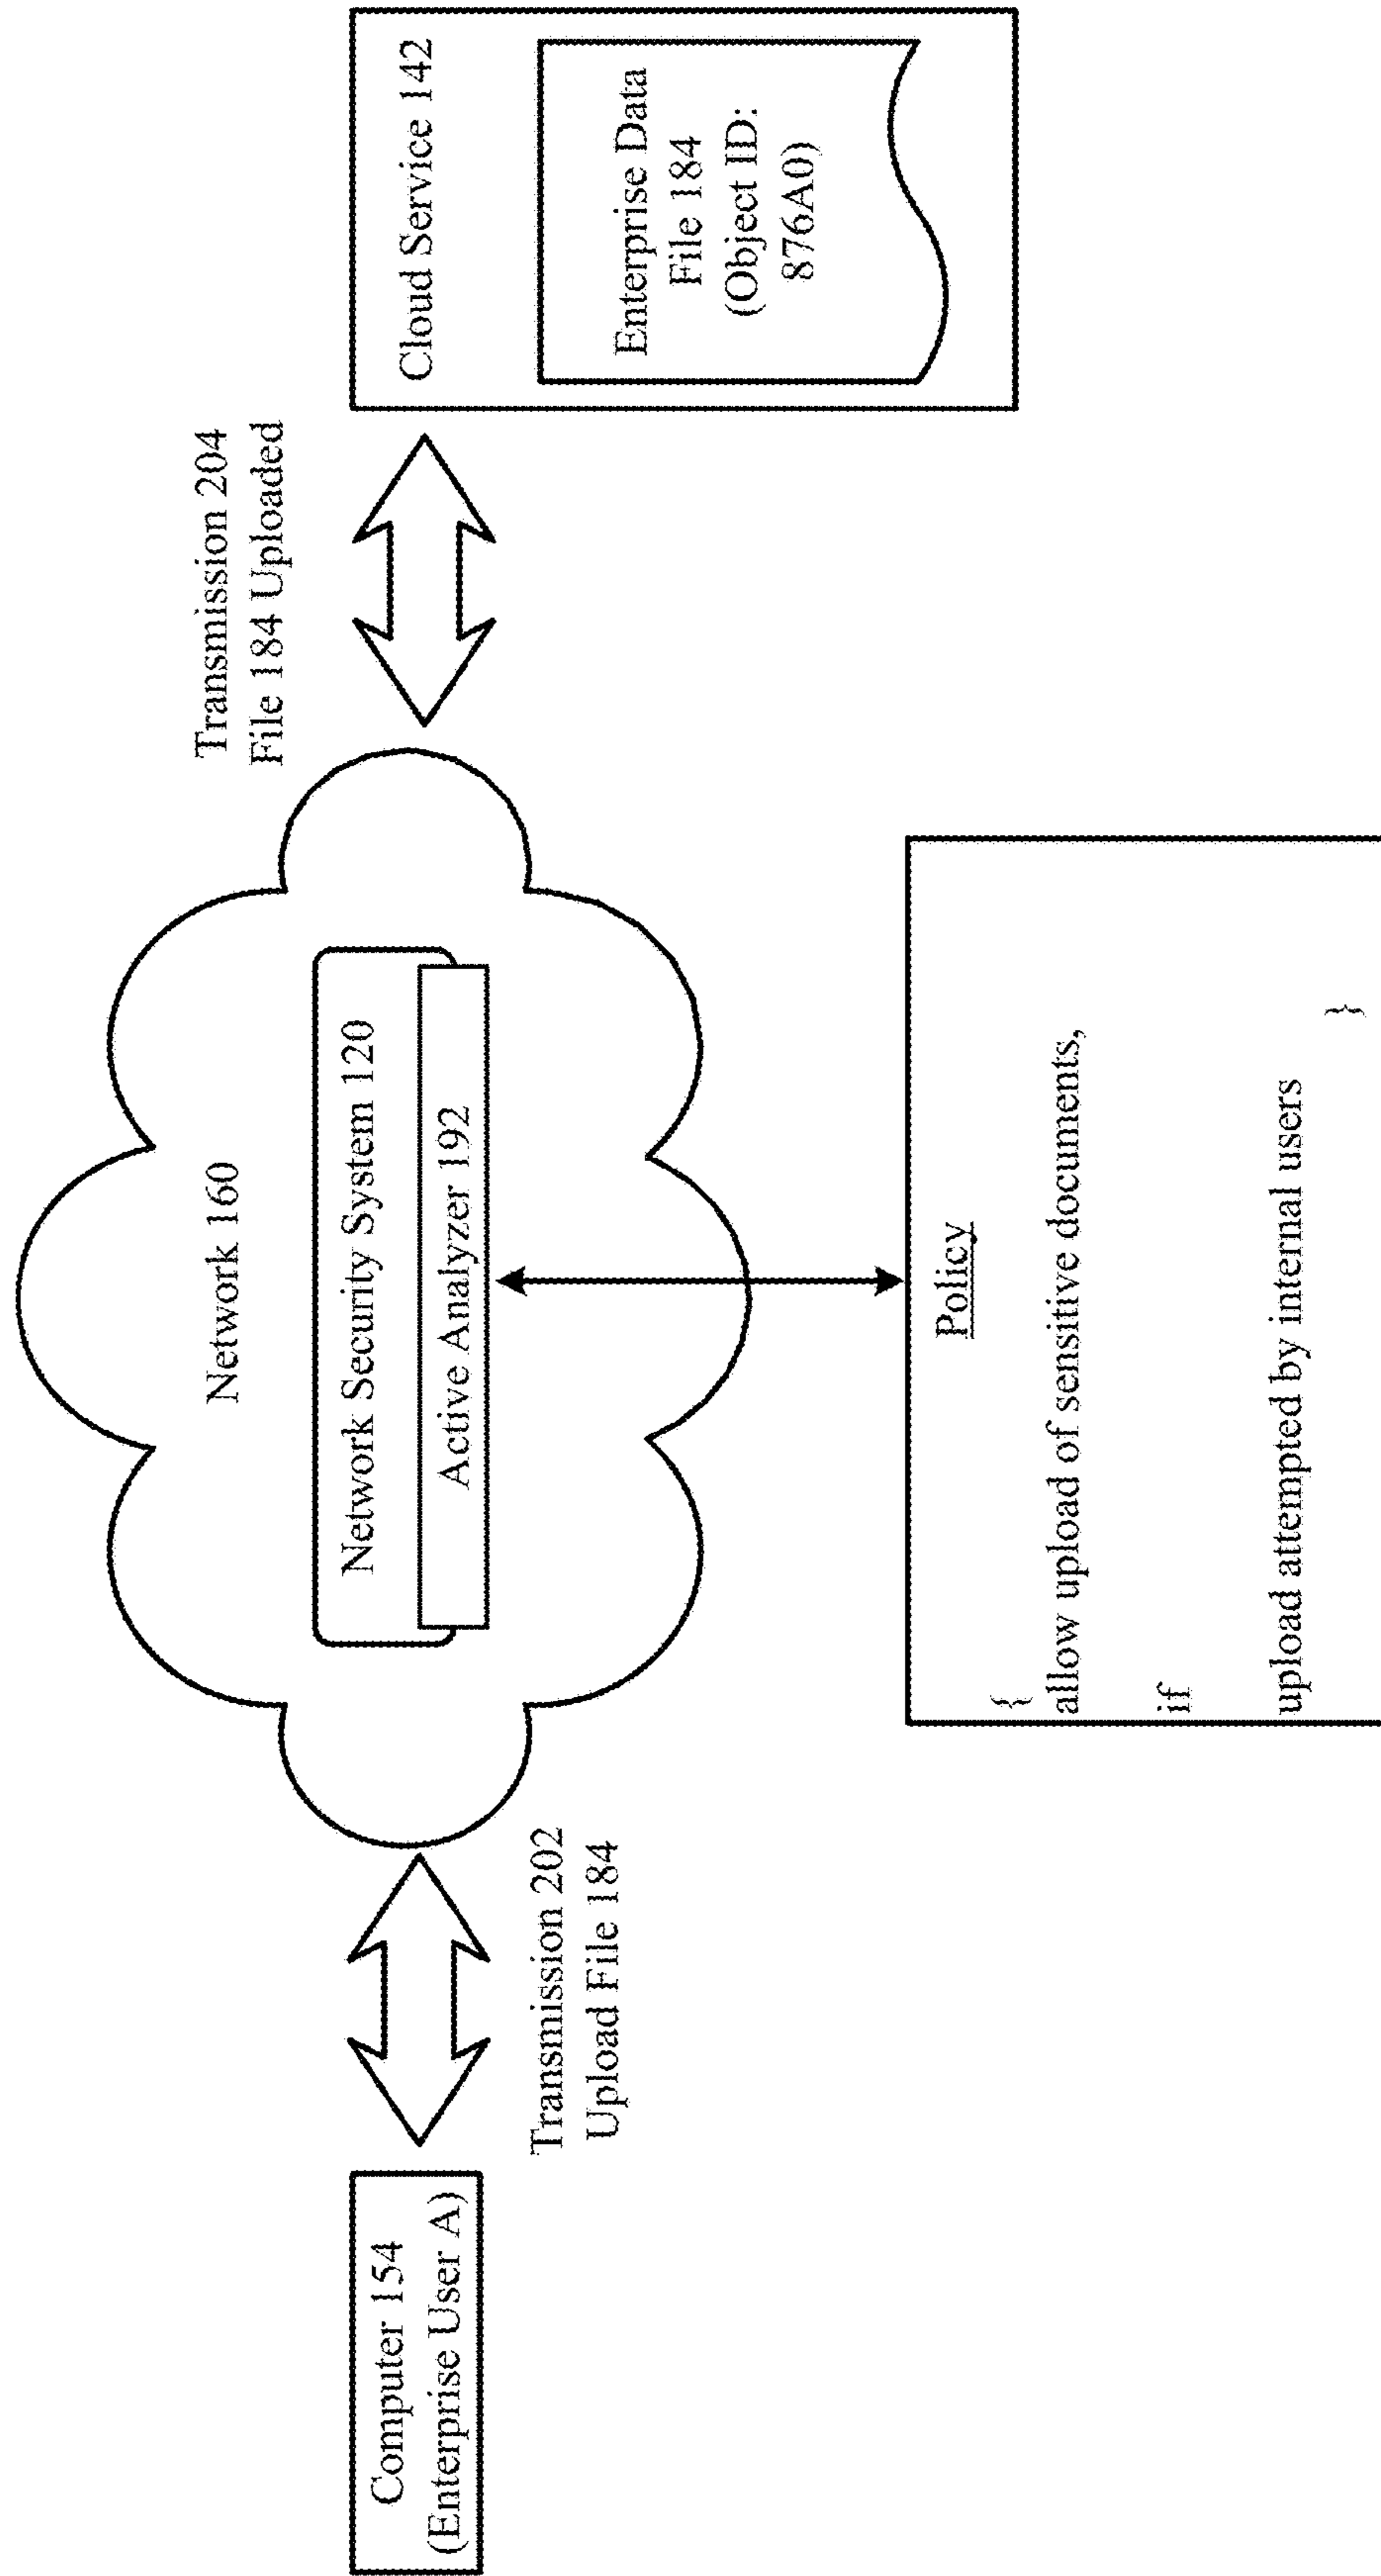 Computer 154
(Enterprise User A)
Transmission 202
Upload File 184
Network 160
Network Security System 120
Active Analyzer 192
Transmission 204
File 184 Uploaded
Cloud Service 142
Enterprise Data
File 184
(Object ID:
876A0)
Policy
{
allow upload of sensitive documents,
if
upload attempted by internal users
}